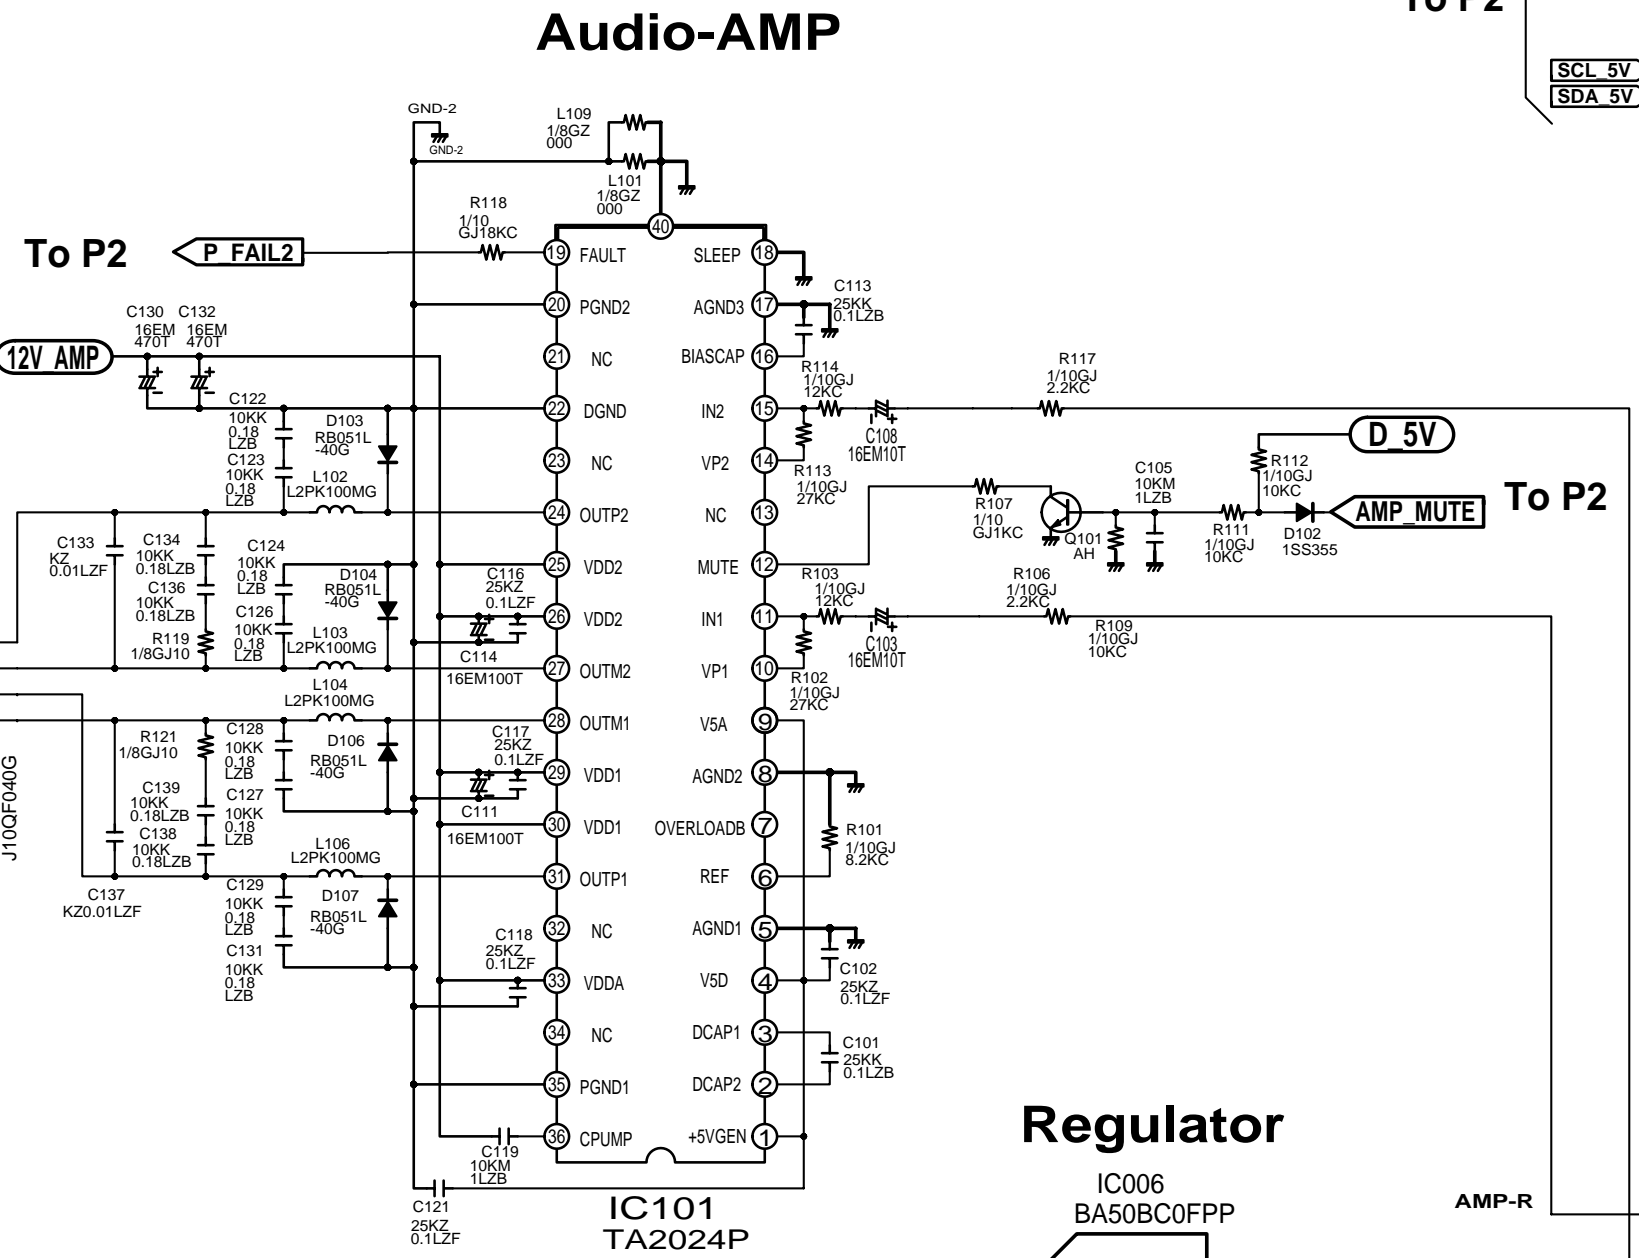 Audio-AMP
To P2
SCL_5V
SDA_5V
GND-2
GND-2
L109
1/8GZ
000
L101
1/8GZ
000
R118
1/10
GJ18KC
To P2
P_FAIL2
C130
16EM
470T
C132
16EM
470T
12V_AMP
C122
10KK
0.18
LZB
C123
10KK
0.18
LZB
D103
RB051L
-40G
L102
L2PK100MG
C133
KZ
0.01LZF
C134
10KK
0.18LZB
C136
10KK
0.18LZB
R119
1/8GJ10
C124
10KK
0.18
LZB
C126
10KK
0.18
LZB
D104
RB051L
-40G
L103
L2PK100MG
C116
25KZ
0.1LZF
C114
16EM100T
L104
L2PK100MG
R121
1/8GJ10
C139
10KK
0.18LZB
C138
10KK
0.18LZB
C128
10KK
0.18
LZB
C127
10KK
0.18
LZB
D106
RB051L
-40G
C117
25KZ
0.1LZF
C111
16EM100T
L106
L2PK100MG
C137
KZ0.01LZF
C129
10KK
0.18
LZB
C131
10KK
0.18
LZB
D107
RB051L
-40G
C118
25KZ
0.1LZF
C119
10KM
1LZB
C121
25KZ
0.1LZF
J10QF040G
40
19 FAULT
20 PGND2
21 NC
22 DGND
23 NC
24 OUTP2
25 VDD2
26 VDD2
27 OUTM2
28 OUTM1
29 VDD1
30 VDD1
31 OUTP1
32 NC
33 VDDA
34 NC
35 PGND1
36 CPUMP
SLEEP 18
AGND3 17
BIASCAP 16
IN2 15
VP2 14
NC 13
MUTE 12
IN1 11
VP1 10
V5A 9
AGND2 8
OVERLOADB 7
REF 6
AGND1 5
V5D 4
DCAP1 3
DCAP2 2
+5VGEN 1
IC101
TA2024P
C113
25KK
0.1LZB
R114
1/10GJ
12KC
C108
16EM10T
R113
1/10GJ
27KC
R117
1/10GJ
2.2KC
D_5V
R112
1/10GJ
10KC
C105
10KM
1LZB
R107
1/10
GJ1KC
Q101
AH
R111
1/10GJ
10KC
D102
1SS355
AMP_MUTE
To P2
R103
1/10GJ
12KC
C103
16EM10T
R102
1/10GJ
27KC
R106
1/10GJ
2.2KC
R109
1/10GJ
10KC
R101
1/10GJ
8.2KC
C102
25KZ
0.1LZF
C101
25KK
0.1LZB
Regulator
IC006
BA50BC0FPP
AMP-R